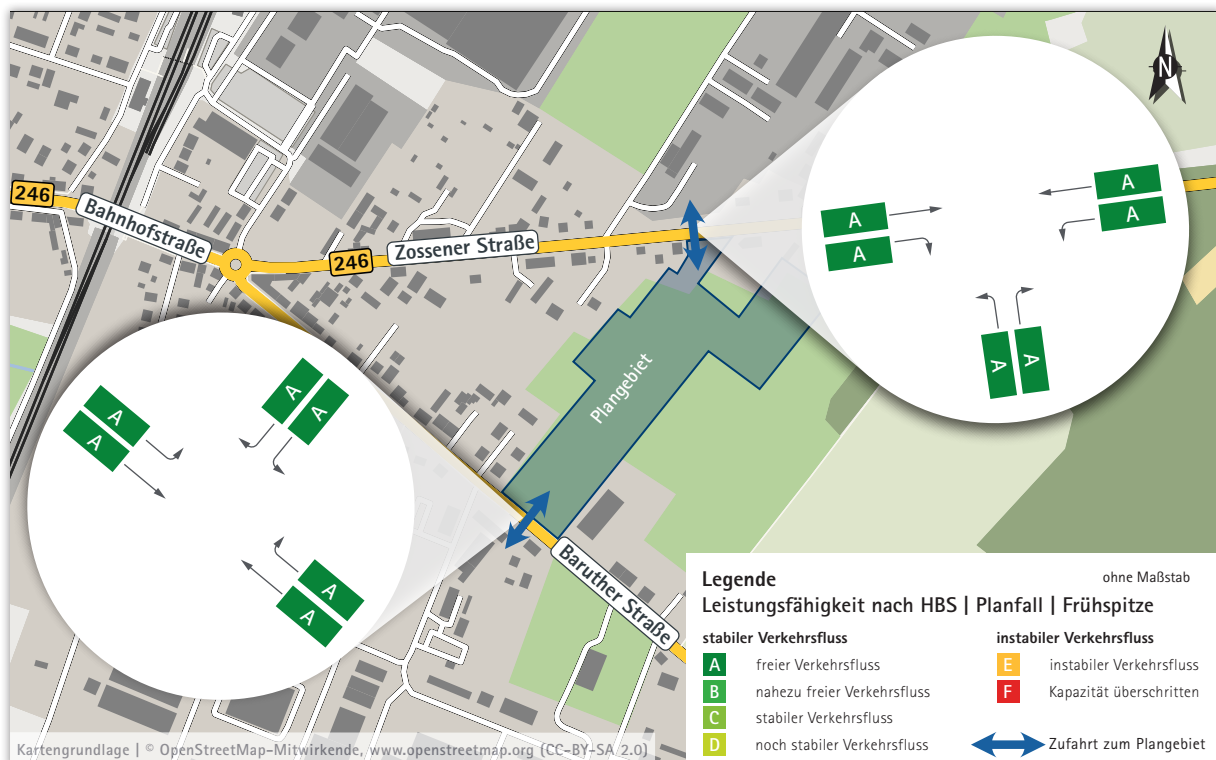 N
246
Bahnhofstraße
246
Zossener Straße
A
A
A
A
A
A
Plangebiet
A
A
A
A
A
A
Baruther Straße
Legende
ohne Maßstab
Leistungsfähigkeit nach HBS | Planfall | Frühspitze
stabiler Verkehrsfluss
instabiler Verkehrsfluss
A freier Verkehrsfluss
E instabiler Verkehrsfluss
B nahezu freier Verkehrsfluss
F Kapazität überschritten
C stabiler Verkehrsfluss
D noch stabiler Verkehrsfluss
Zufahrt zum Plangebiet
Kartengrundlage | © OpenStreetMap-Mitwirkende, www.openstreetmap.org (CC-BY-SA 2.0)